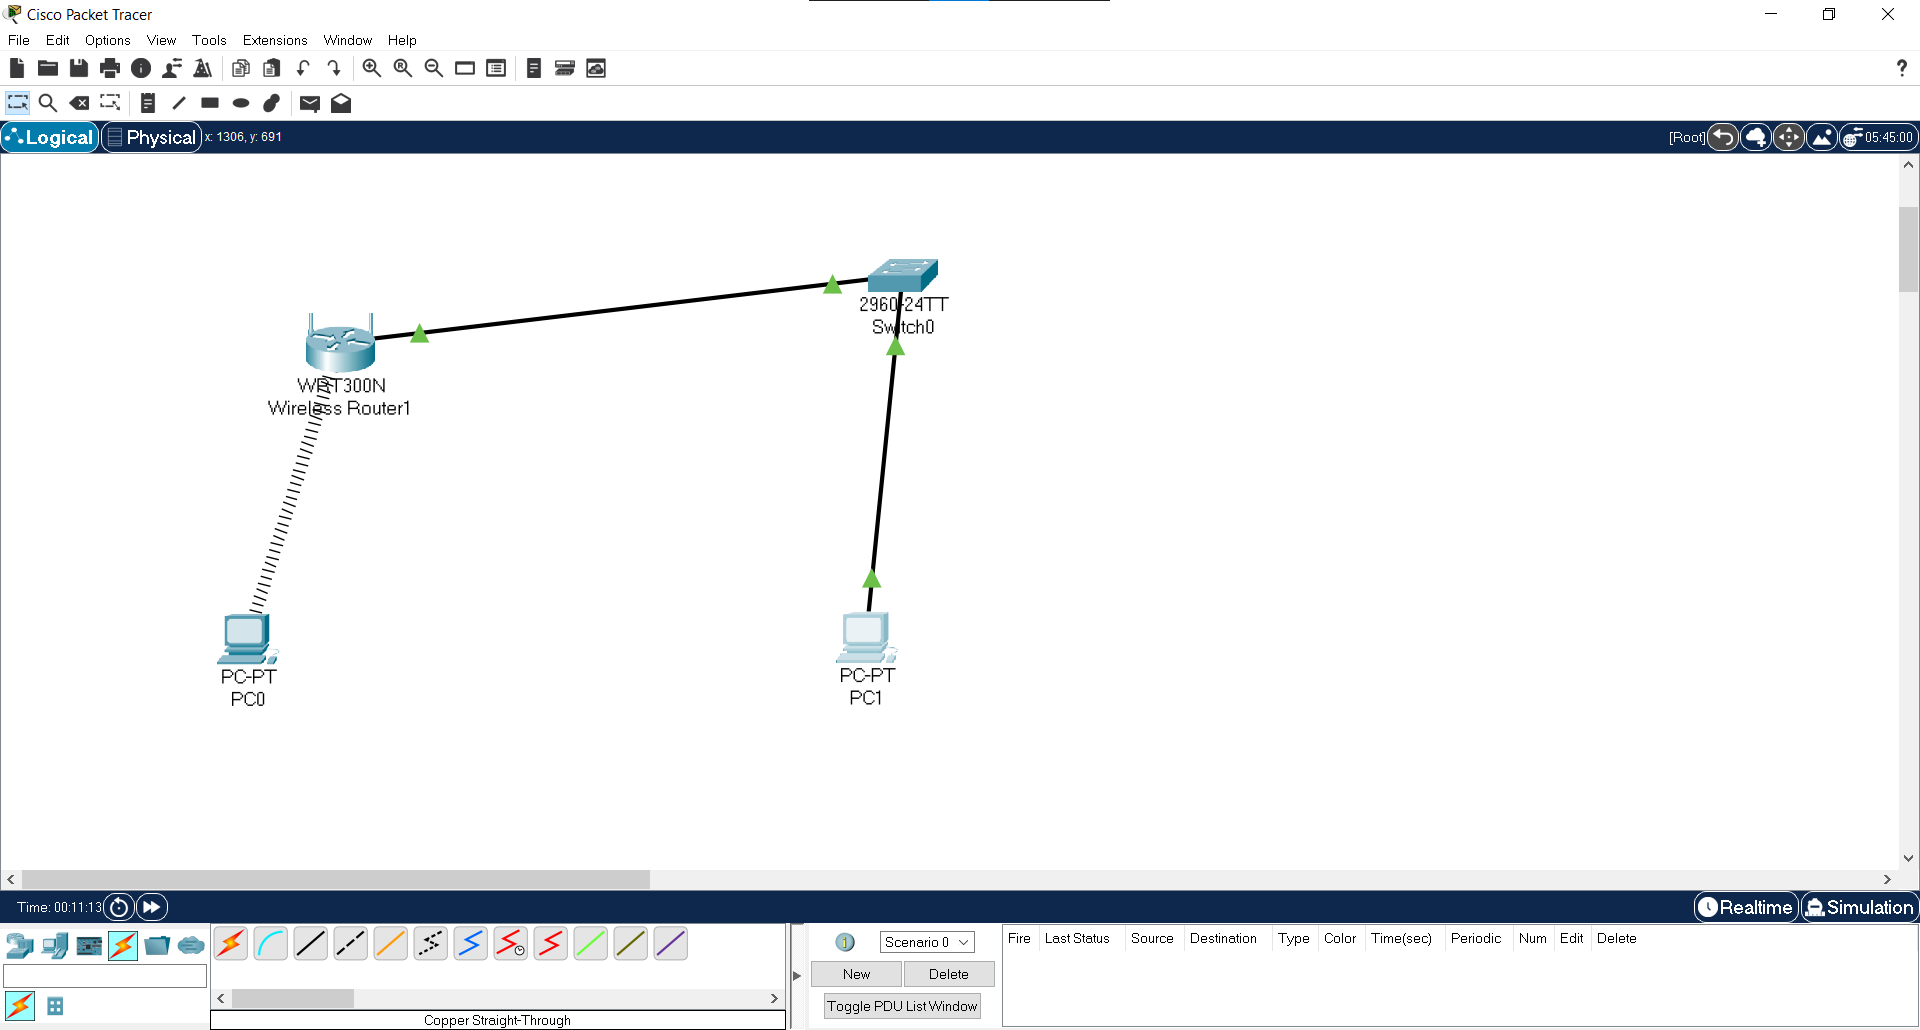 Cisco Packet Tracer
File Edit Options View Tools Extensions Window Help
Logical Physical x: 1306, y: 691 [Root] 05:45:00
2960-24TT
Switch0
WRT300N
Wireless Router1
PC-PT
PC0
PC-PT
PC1
Time: 00:11:13 Realtime Simulation
Scenario 0
New Delete
Toggle PDU List Window
Fire Last Status Source Destination Type Color Time(sec) Periodic Num Edit Delete
Copper Straight-Through